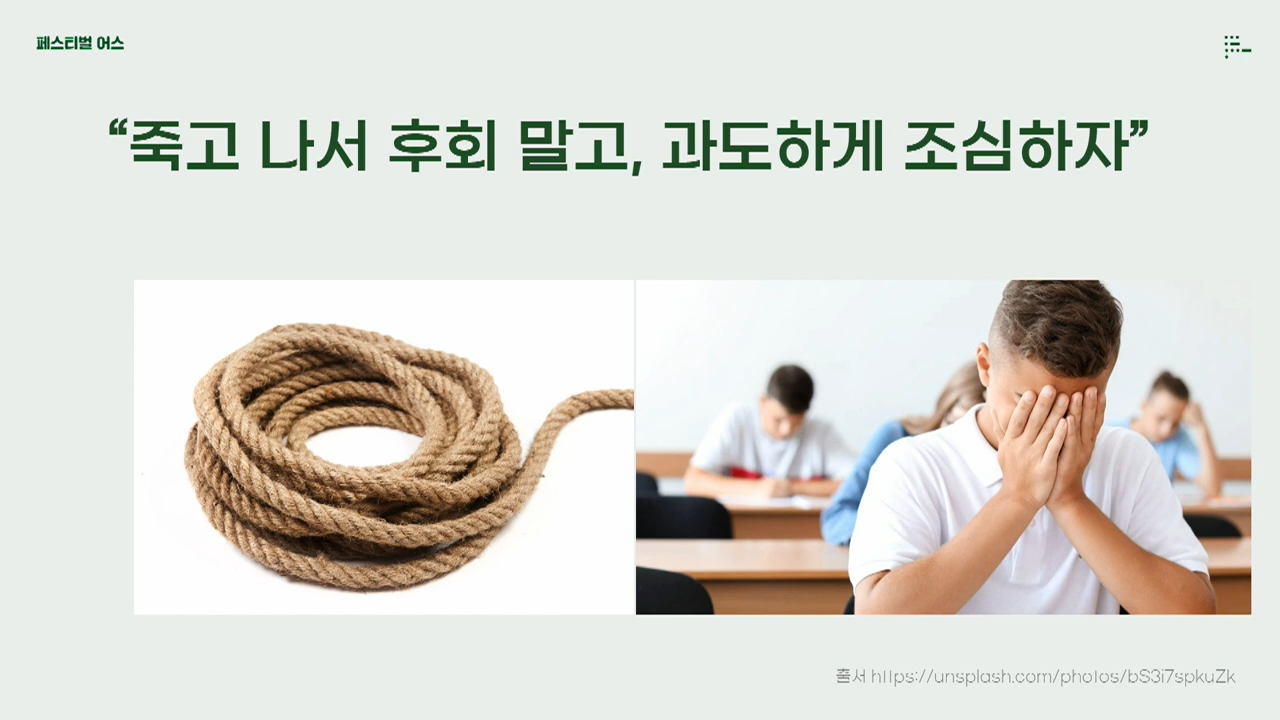 페스티벌 어스
“죽고 나서 후회 말고, 과도하게 조심하자”
출처 https://unsplash.com/photos/bS3i7spkuZk